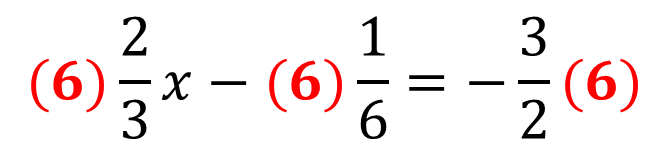 (6) 2/3 x − (6) 1/6 = − 3/2 (6)